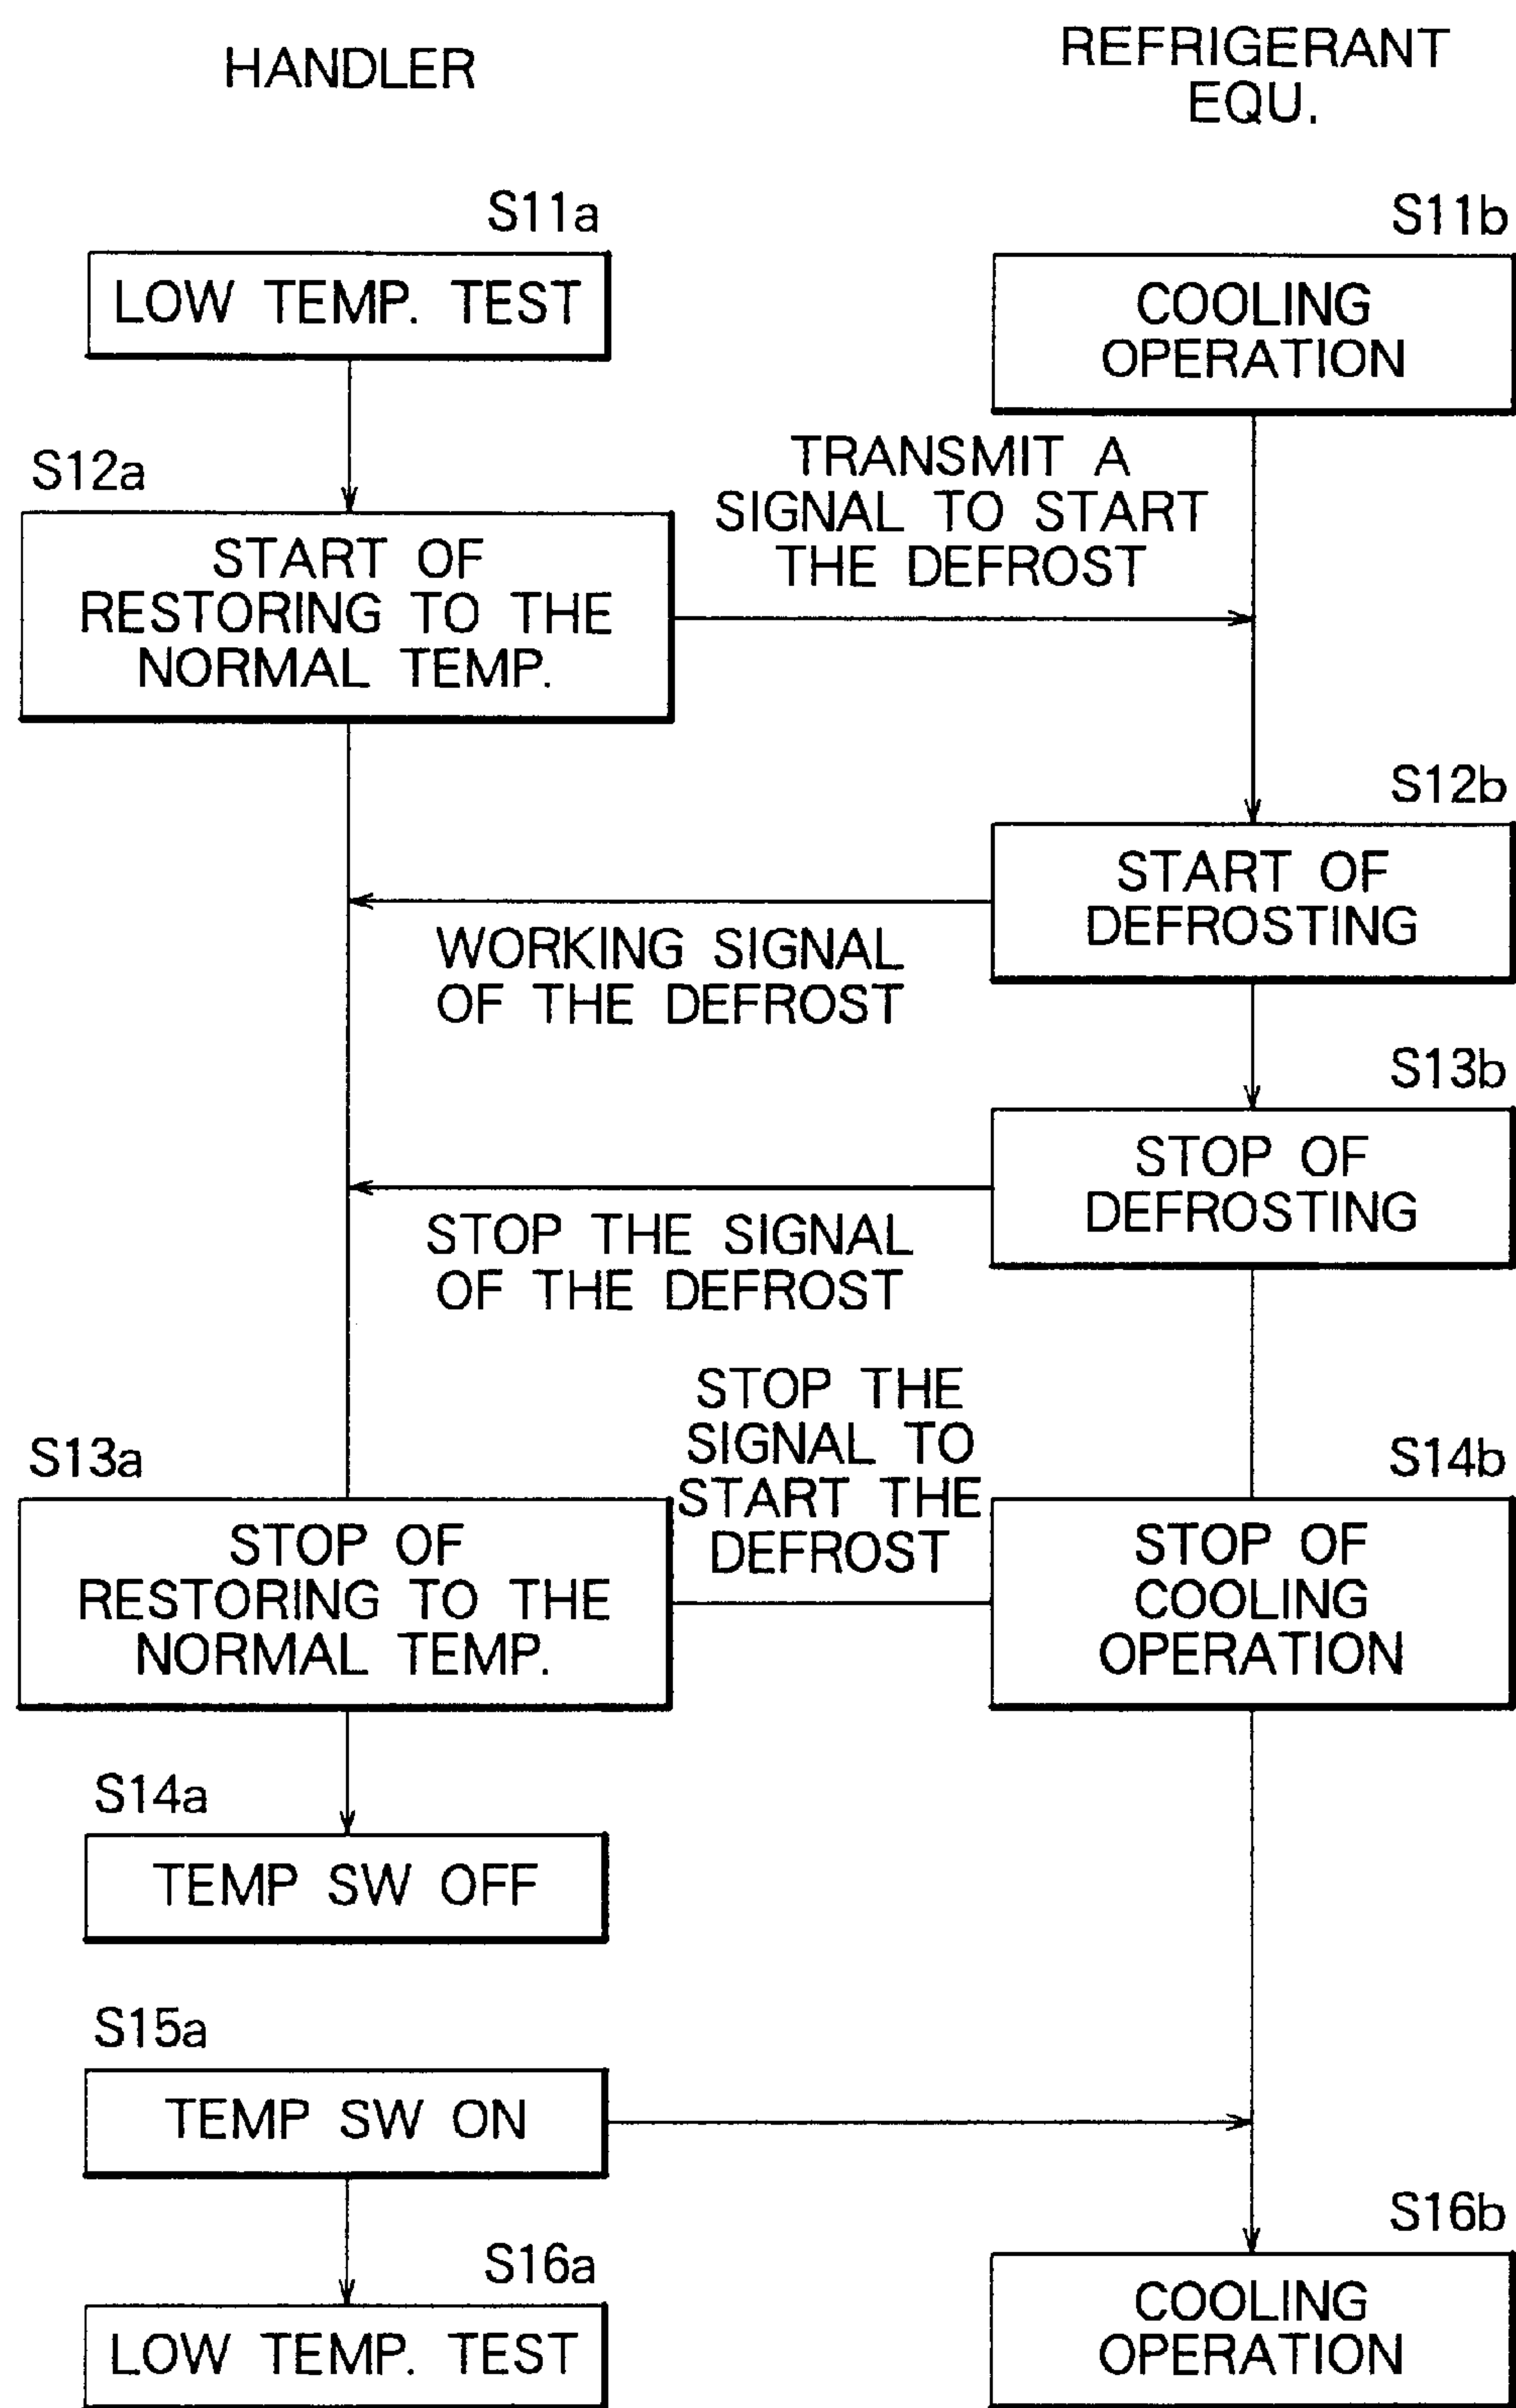 HANDLER
REFRIGERANT
EQU.
S11a
LOW TEMP. TEST
S11b
COOLING
OPERATION
S12a
START OF
RESTORING TO THE
NORMAL TEMP.
TRANSMIT A
SIGNAL TO START
THE DEFROST
S12b
START OF
DEFROSTING
WORKING SIGNAL
OF THE DEFROST
S13b
STOP OF
DEFROSTING
STOP THE SIGNAL
OF THE DEFROST
S13a
STOP OF
RESTORING TO THE
NORMAL TEMP.
STOP THE
SIGNAL TO
START THE
DEFROST
S14b
STOP OF
COOLING
OPERATION
S14a
TEMP SW OFF
S15a
TEMP SW ON
S16a
LOW TEMP. TEST
S16b
COOLING
OPERATION